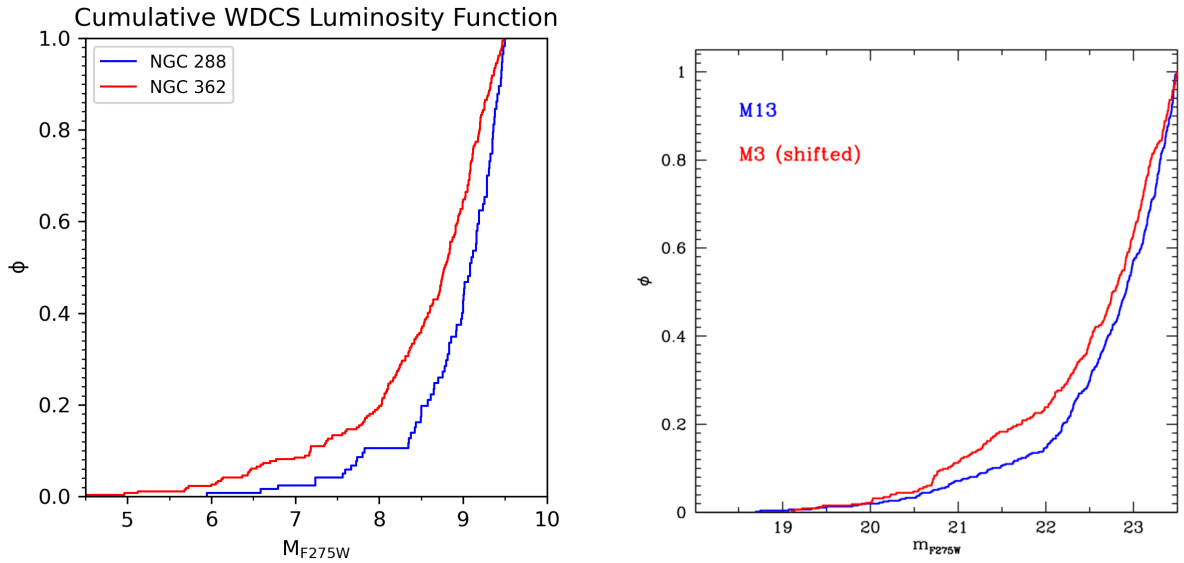 Cumulative WDCS Luminosity Function
NGC 288
NGC 362
1.0
0.8
0.6
0.4
0.2
0.0
ϕ
5 6 7 8 9 10
M_F275W
M13
M3 (shifted)
1
0.8
0.6
0.4
0.2
0
ϕ
19 20 21 22 23
m_F275W